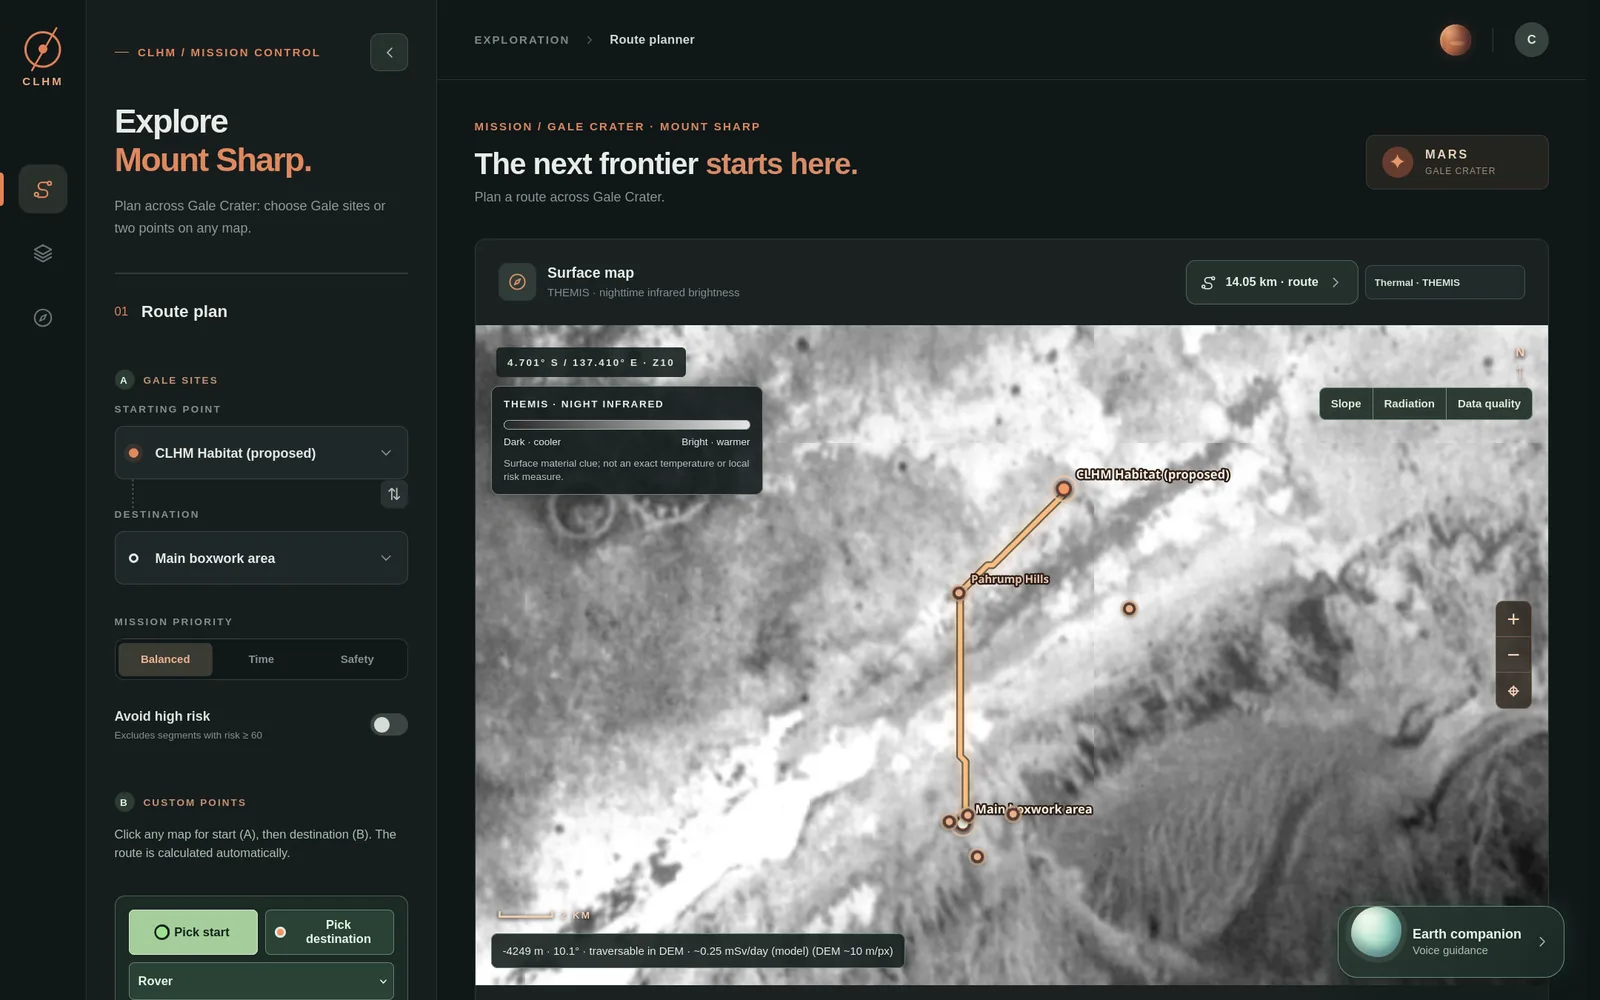 CLHM
— CLHM / MISSION CONTROL
Explore
Mount Sharp.
Plan across Gale Crater: choose Gale sites or
two points on any map.
01 Route plan
A GALE SITES
STARTING POINT
CLHM Habitat (proposed)
DESTINATION
Main boxwork area
MISSION PRIORITY
Balanced Time Safety
Avoid high risk
Excludes segments with risk ≥ 60
B CUSTOM POINTS
Click any map for start (A), then destination (B). The
route is calculated automatically.
Pick start
Pick
destination
Rover
EXPLORATION > Route planner
C
MISSION / GALE CRATER · MOUNT SHARP
The next frontier starts here.
Plan a route across Gale Crater.
MARS
GALE CRATER
Surface map
THEMIS · nighttime infrared brightness
14.05 km · route
Thermal · THEMIS
4.701° S / 137.410° E · Z10
THEMIS · NIGHT INFRARED
Dark · cooler Bright · warmer
Surface material clue; not an exact temperature or local
risk measure.
N
Slope Radiation Data quality
CLHM Habitat (proposed)
Pahrump Hills
Main boxwork area
KM
-4249 m · 10.1° · traversable in DEM · ~0.25 mSv/day (model) (DEM ~10 m/px)
Earth companion
Voice guidance